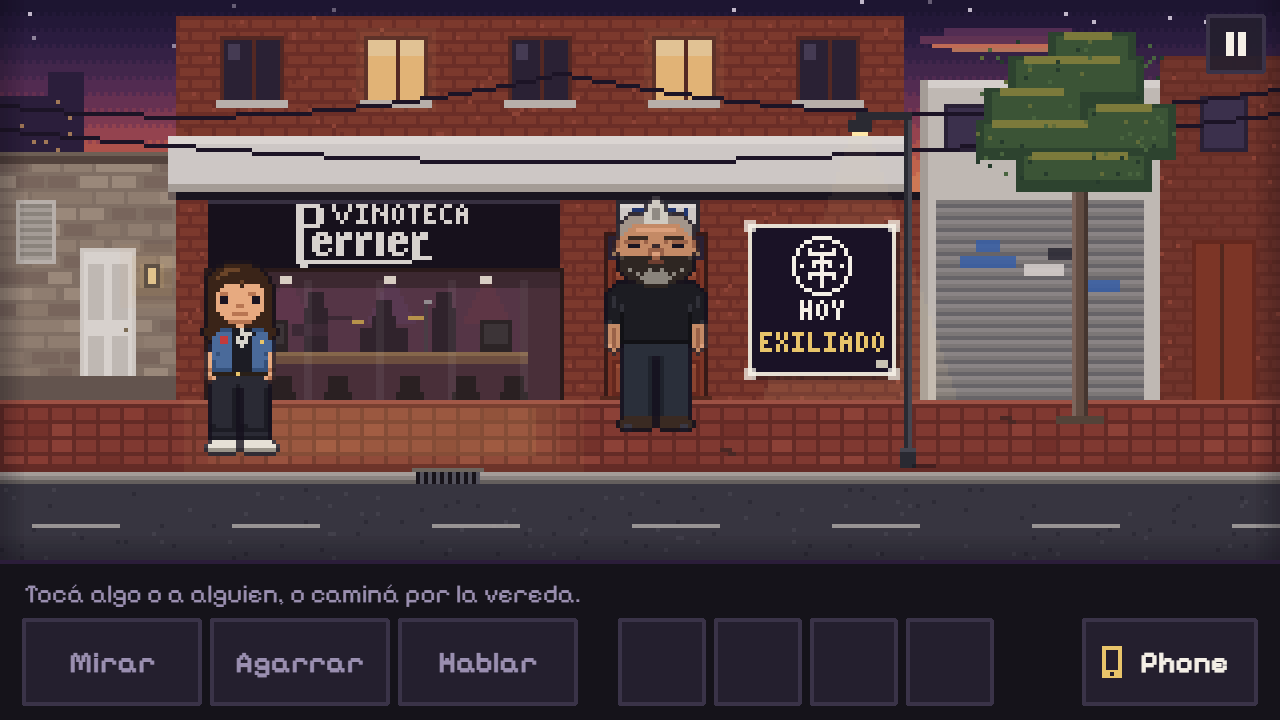 VINOTECA
Perrier
HOY
EXILIADO
Tocá algo o a alguien, o caminá por la vereda.
Mirar
Agarrar
Hablar
Phone